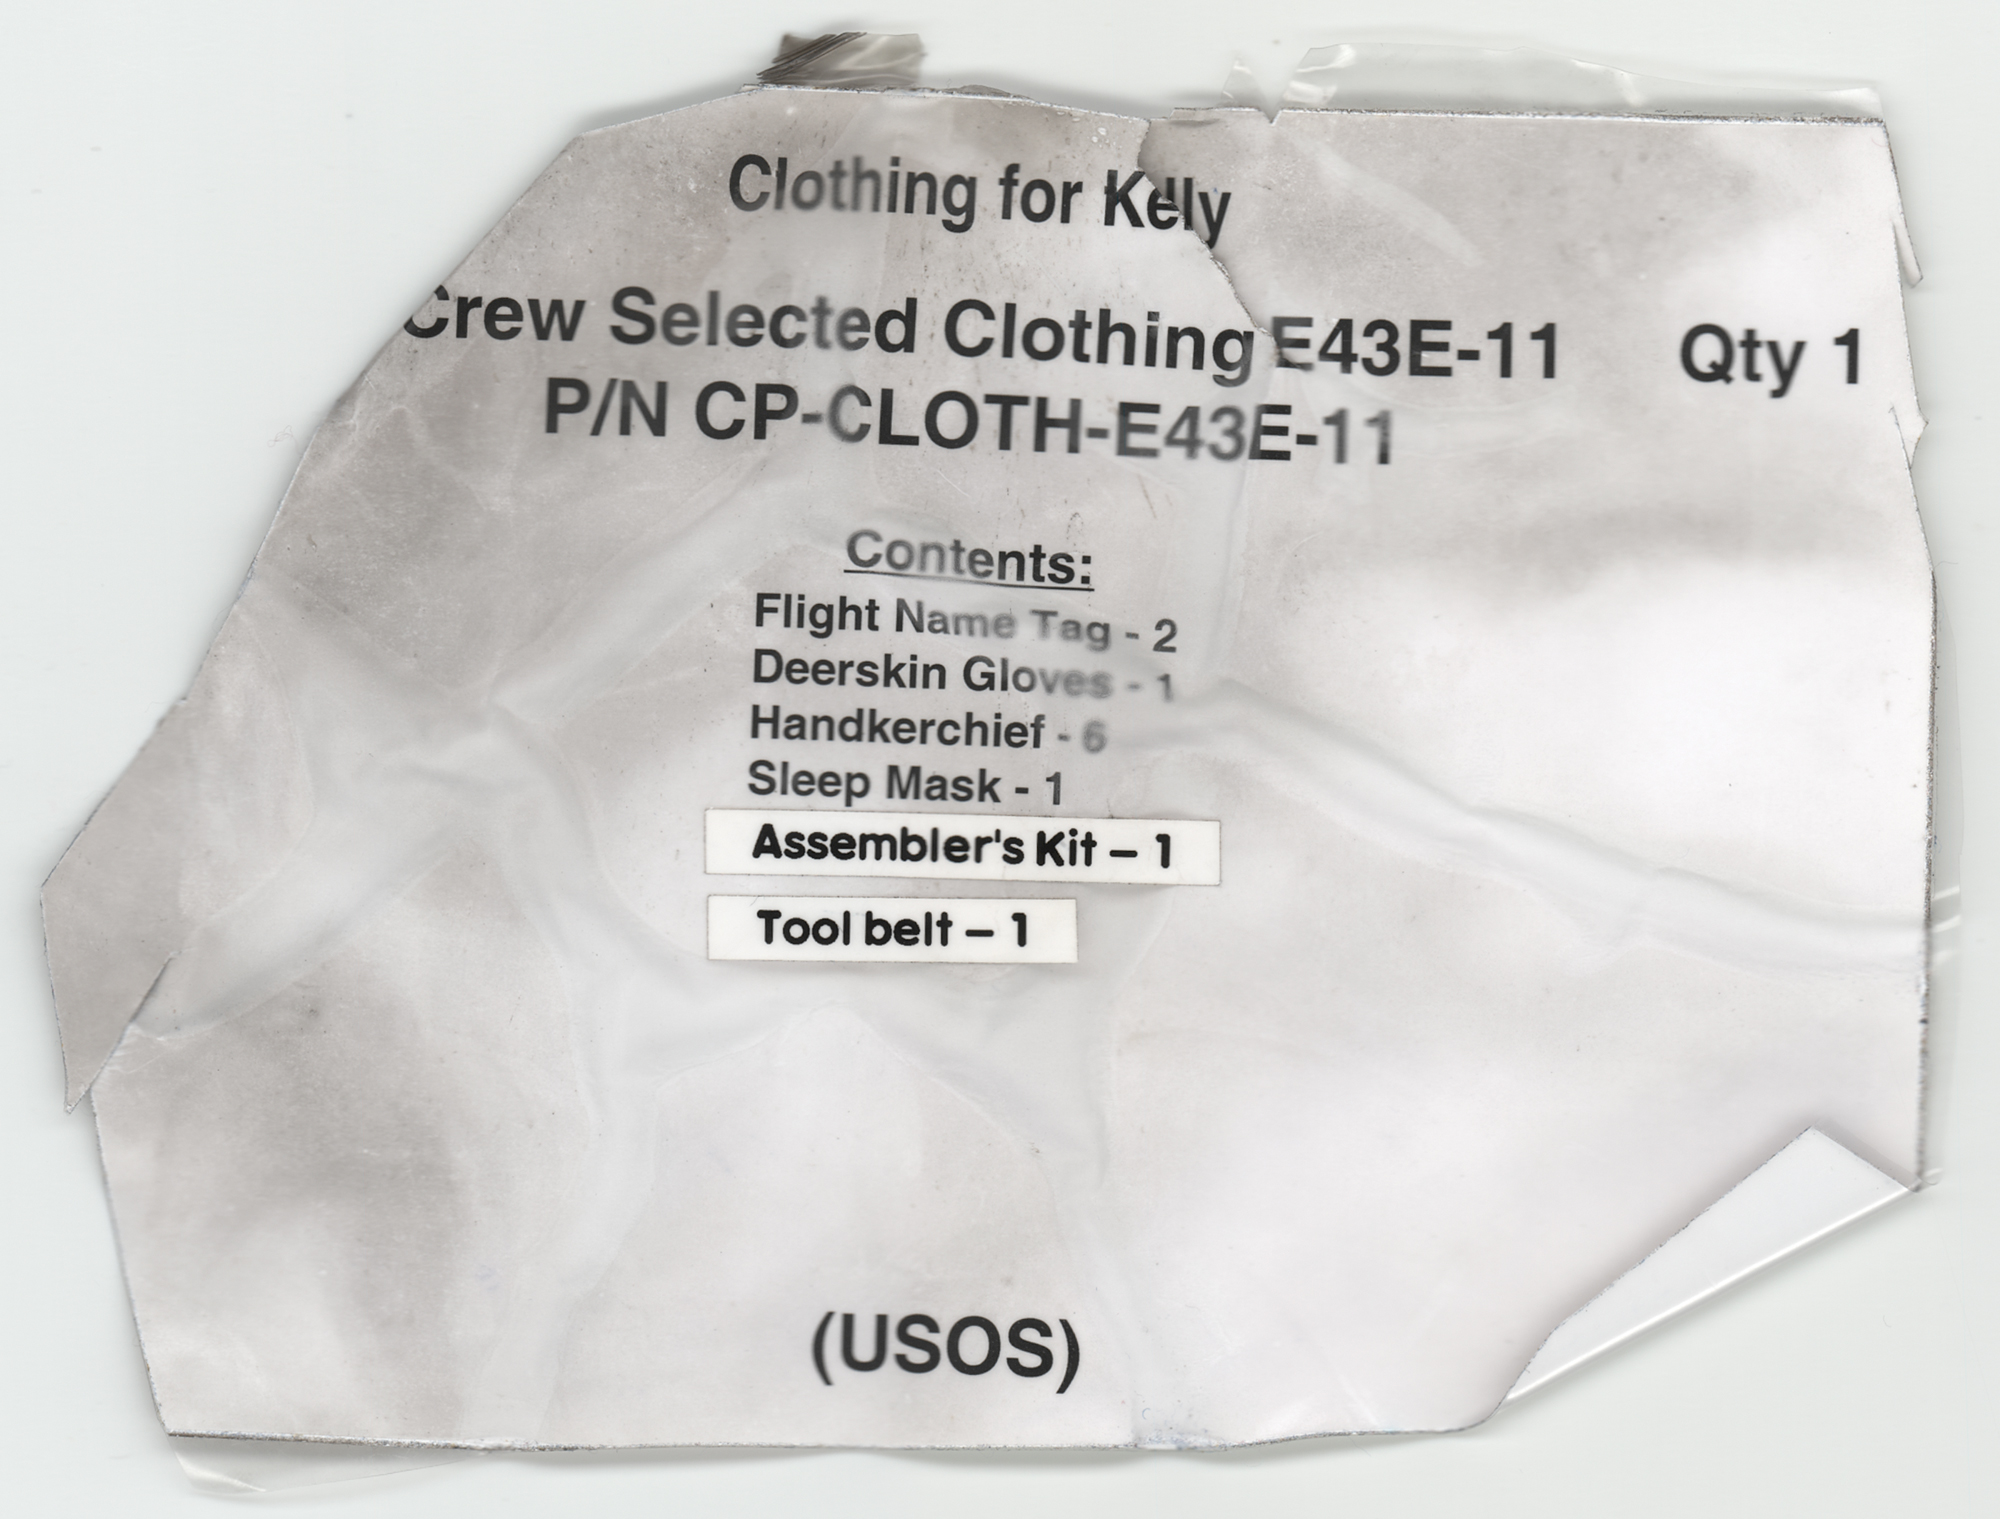 Clothing for Kelly
Crew Selected Clothing E43E-11 Qty 1
P/N CP-CLOTH-E43E-11
Contents:
Flight Name Tag - 2
Deerskin Gloves - 1
Handkerchief - 6
Sleep Mask - 1
Assembler's Kit – 1
Tool belt – 1
(USOS)